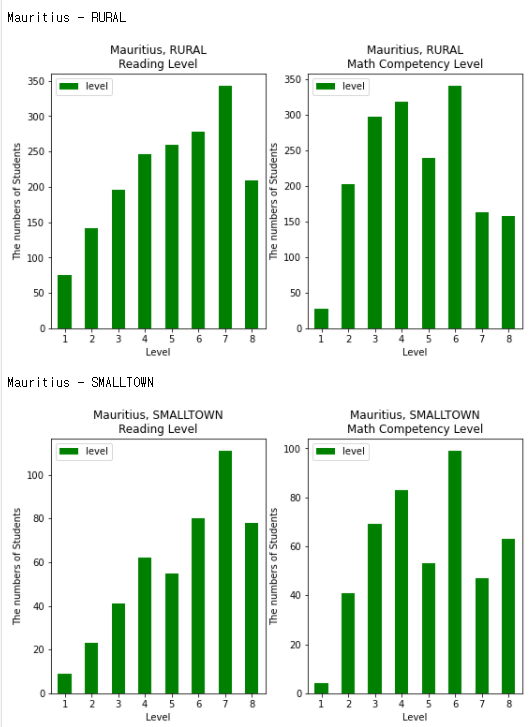 Mauritius - RURAL
Mauritius, RURAL
Reading Level
Mauritius, RURAL
Math Competency Level
level
level
350
300
250
200
150
100
50
0
The numbers of Students
1 2 3 4 5 6 7 8
Level
350
300
250
200
150
100
50
0
The numbers of Students
1 2 3 4 5 6 7 8
Level
Mauritius - SMALLTOWN
Mauritius, SMALLTOWN
Reading Level
Mauritius, SMALLTOWN
Math Competency Level
level
level
100
80
60
40
20
0
The numbers of Students
1 2 3 4 5 6 7 8
Level
100
80
60
40
20
0
The numbers of Students
1 2 3 4 5 6 7 8
Level